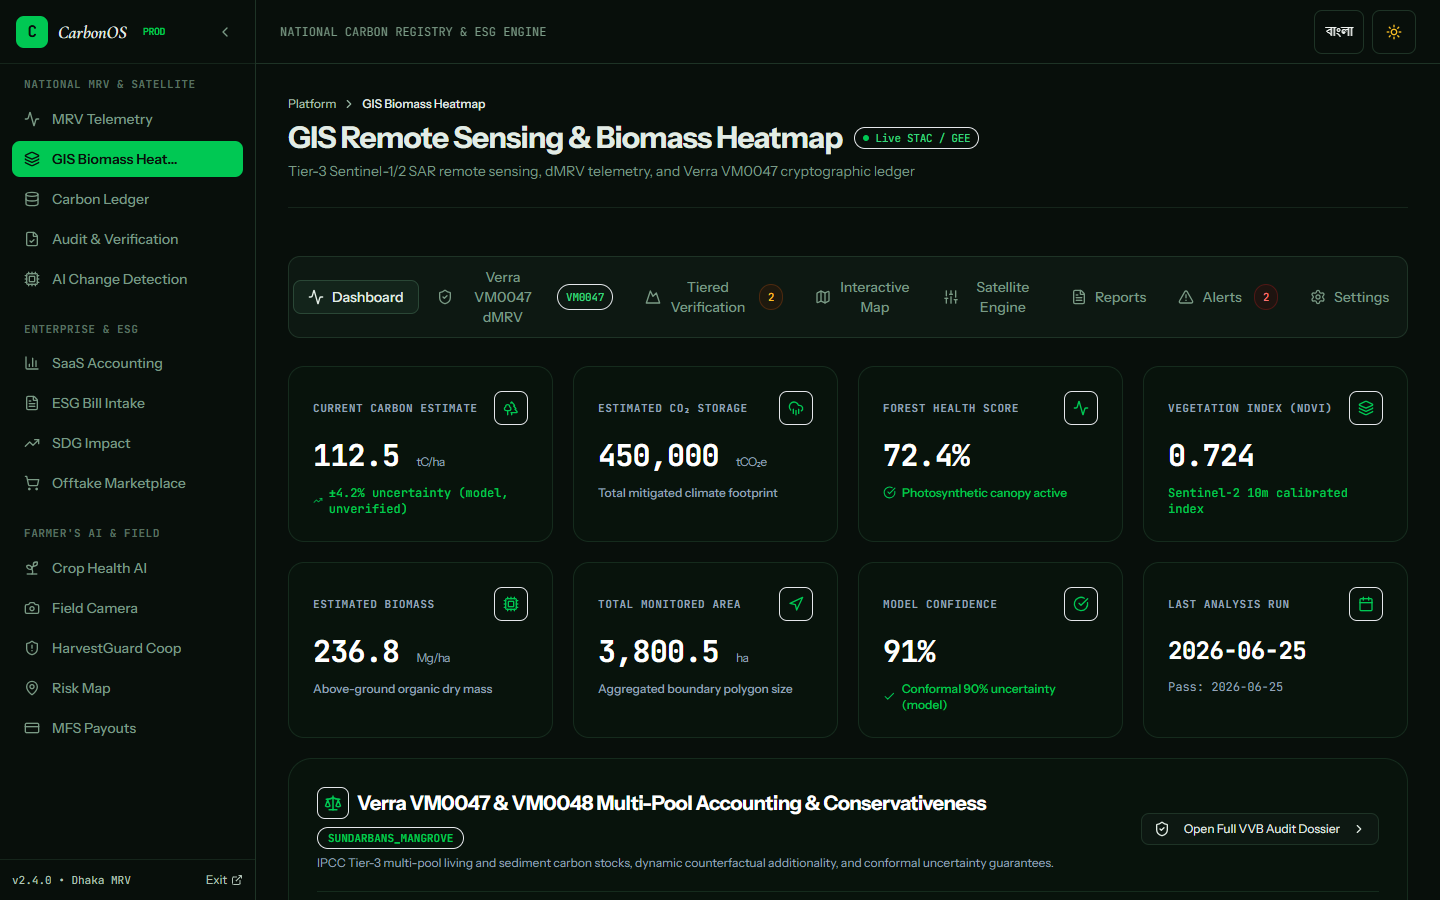 C CarbonOS PROD
NATIONAL CARBON REGISTRY & ESG ENGINE
বাংলা
NATIONAL MRV & SATELLITE
MRV Telemetry
GIS Biomass Heat...
Carbon Ledger
Audit & Verification
AI Change Detection
ENTERPRISE & ESG
SaaS Accounting
ESG Bill Intake
SDG Impact
Offtake Marketplace
FARMER'S AI & FIELD
Crop Health AI
Field Camera
HarvestGuard Coop
Risk Map
MFS Payouts
v2.4.0 • Dhaka MRV
Exit
Platform > GIS Biomass Heatmap
GIS Remote Sensing & Biomass Heatmap
Live STAC / GEE
Tier-3 Sentinel-1/2 SAR remote sensing, dMRV telemetry, and Verra VM0047 cryptographic ledger
Dashboard
Verra
VM0047
dMRV
VM0047
Tiered
Verification
2
Interactive
Map
Satellite
Engine
Reports
Alerts
2
Settings
CURRENT CARBON ESTIMATE
112.5 tC/ha
±4.2% uncertainty (model,
unverified)
ESTIMATED CO₂ STORAGE
450,000 tCO₂e
Total mitigated climate footprint
FOREST HEALTH SCORE
72.4%
Photosynthetic canopy active
VEGETATION INDEX (NDVI)
0.724
Sentinel-2 10m calibrated
index
ESTIMATED BIOMASS
236.8 Mg/ha
Above-ground organic dry mass
TOTAL MONITORED AREA
3,800.5 ha
Aggregated boundary polygon size
MODEL CONFIDENCE
91%
Conformal 90% uncertainty
(model)
LAST ANALYSIS RUN
2026-06-25
Pass: 2026-06-25
Verra VM0047 & VM0048 Multi-Pool Accounting & Conservativeness
SUNDARBANS_MANGROVE
IPCC Tier-3 multi-pool living and sediment carbon stocks, dynamic counterfactual additionality, and conformal uncertainty guarantees.
Open Full VVB Audit Dossier